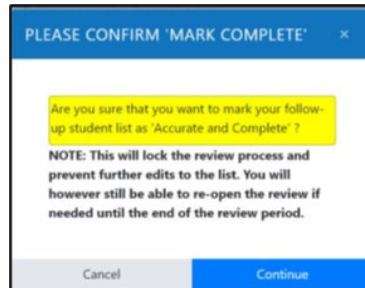 PLEASE CONFIRM 'MARK COMPLETE' ×
Are you sure that you want to mark your follow-
up student list as 'Accurate and Complete' ?
NOTE: This will lock the review process and
prevent further edits to the list. You will
however still be able to re-open the review if
needed until the end of the review period.
Cancel Continue